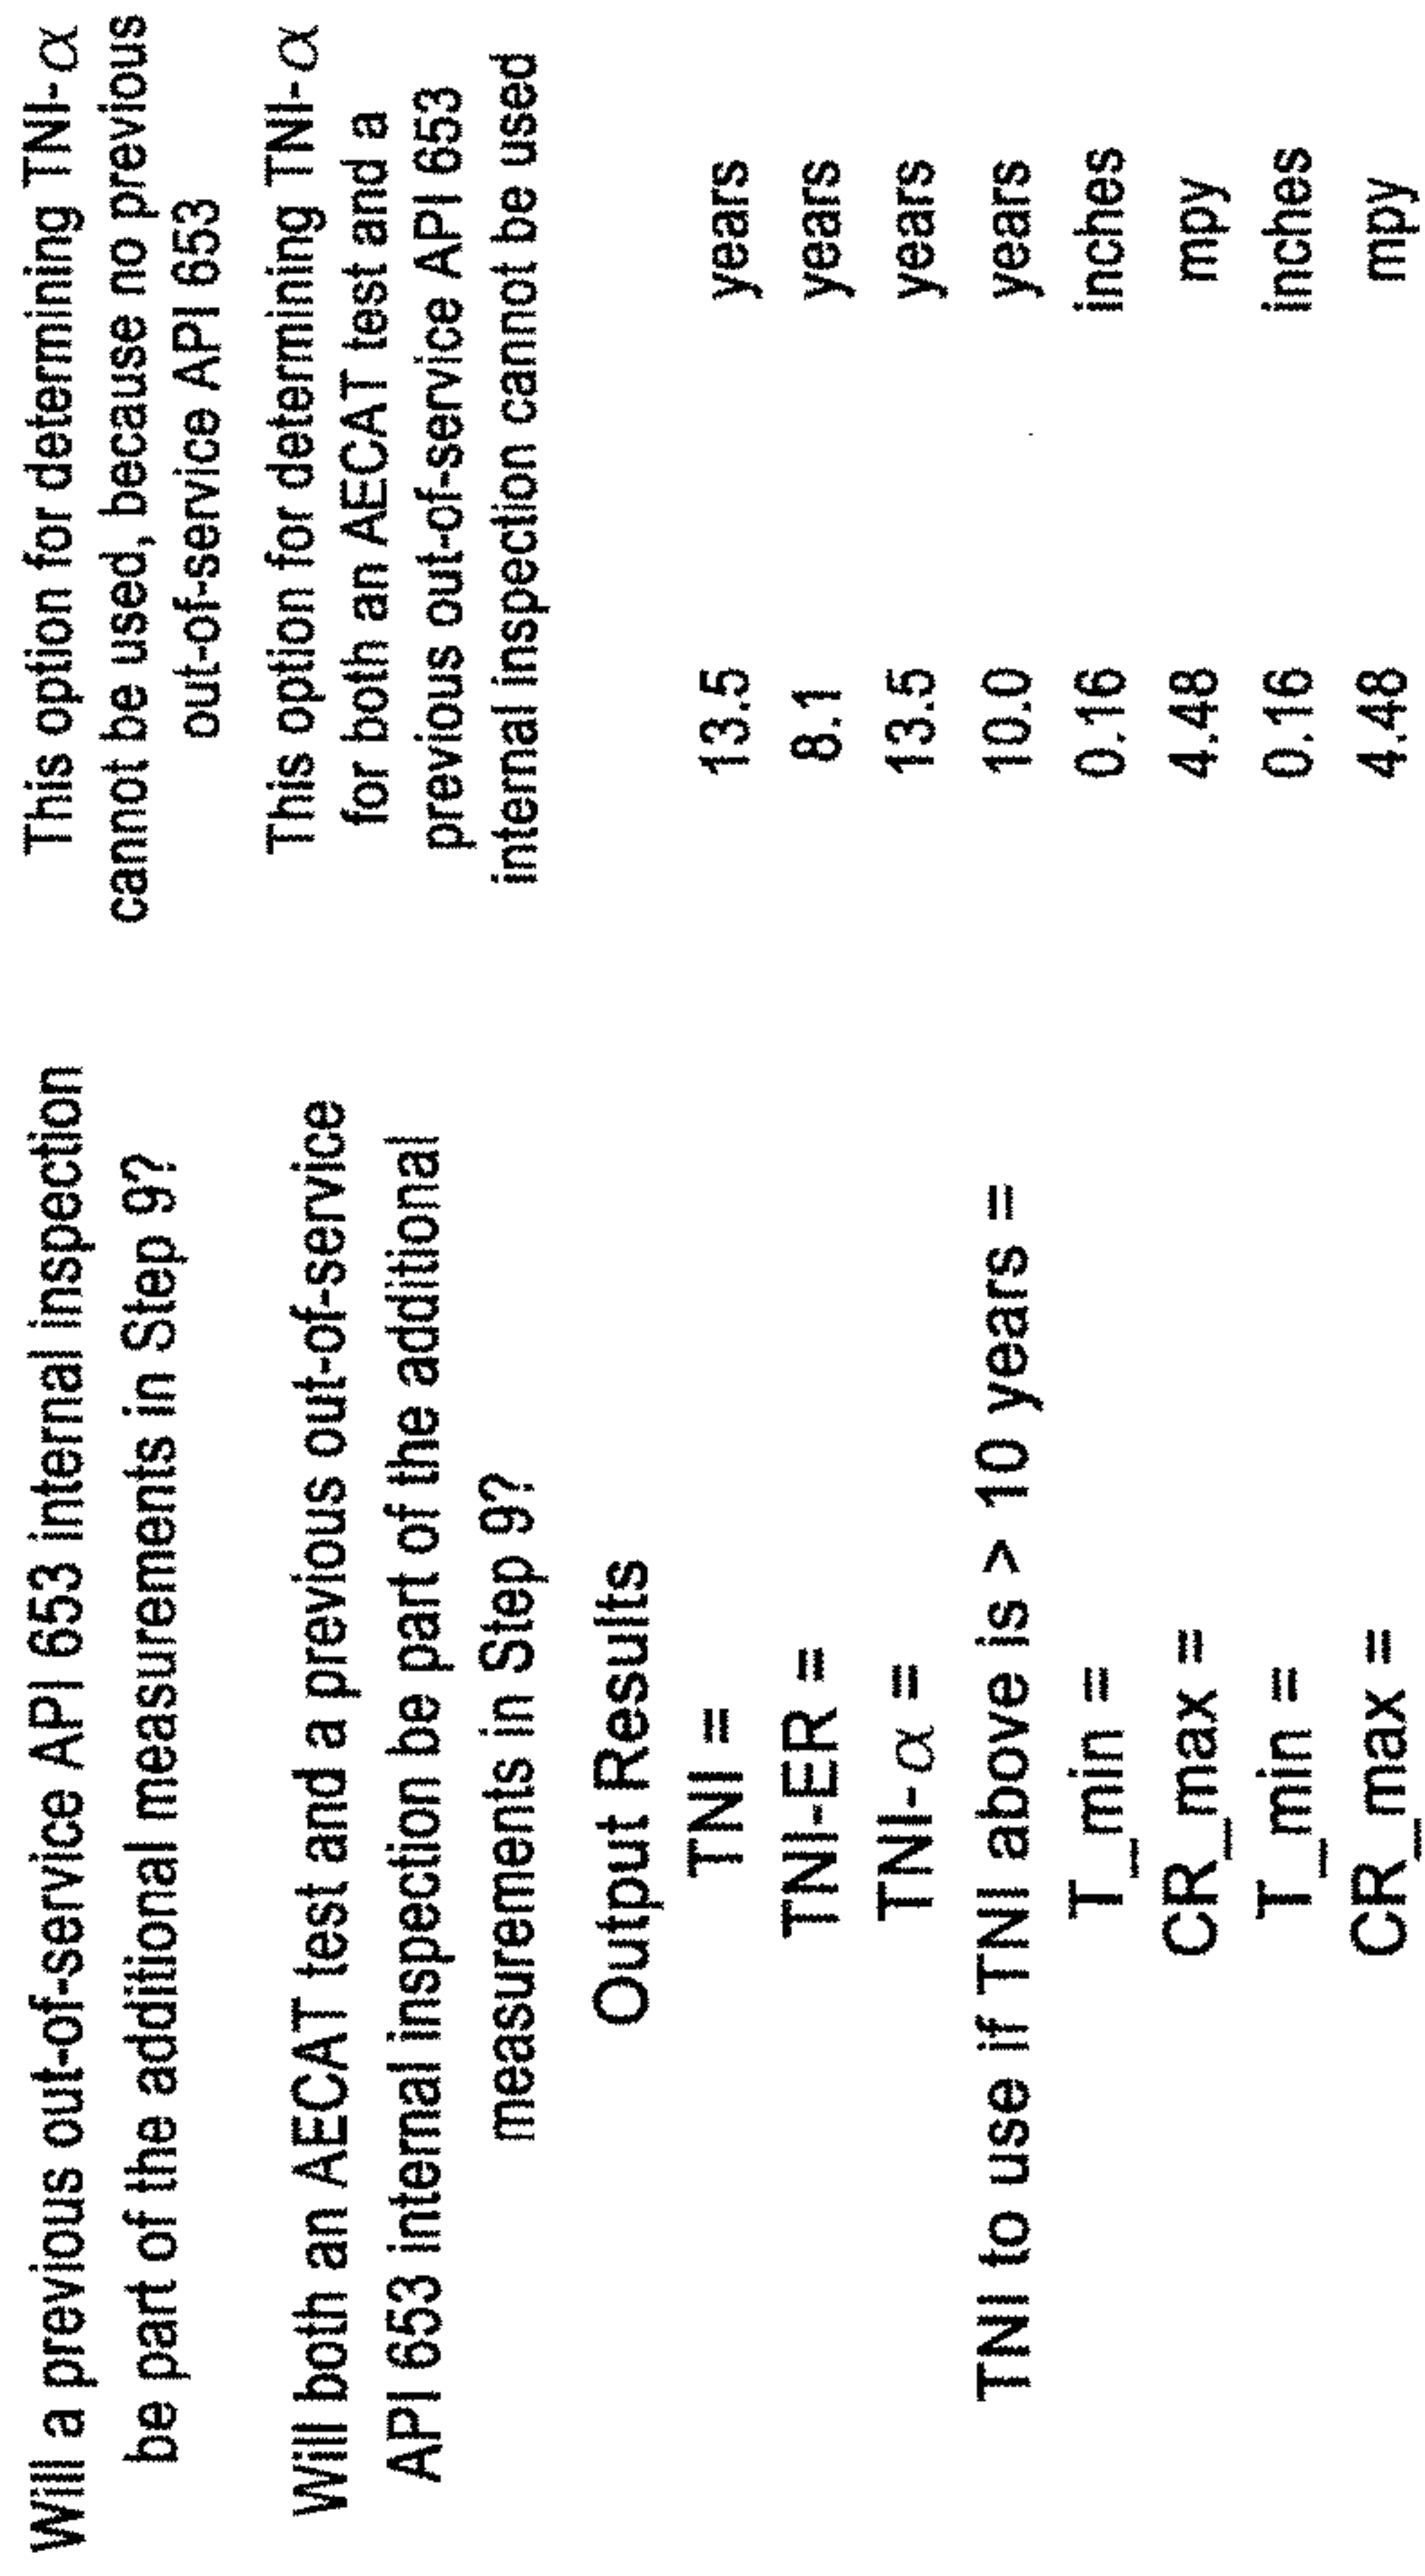 Will a previous out-of-service API 653 internal inspection
be part of the additional measurements in Step 9?
This option for determining TNI-α
cannot be used, because no previous
out-of-service API 653
Will both an AECAT test and a previous out-of-service
API 653 internal inspection be part of the additional
measurements in Step 9?
This option for determining TNI-α
for both an AECAT test and a
previous out-of-service API 653
internal inspection cannot be used
Output Results
TNI = 13.5 years
TNI-ER = 8.1 years
TNI-α = 13.5 years
TNI to use if TNI above is > 10 years = 10.0 years
T_min = 0.16 inches
CR_max = 4.48 mpy
T_min = 0.16 inches
CR_max = 4.48 mpy